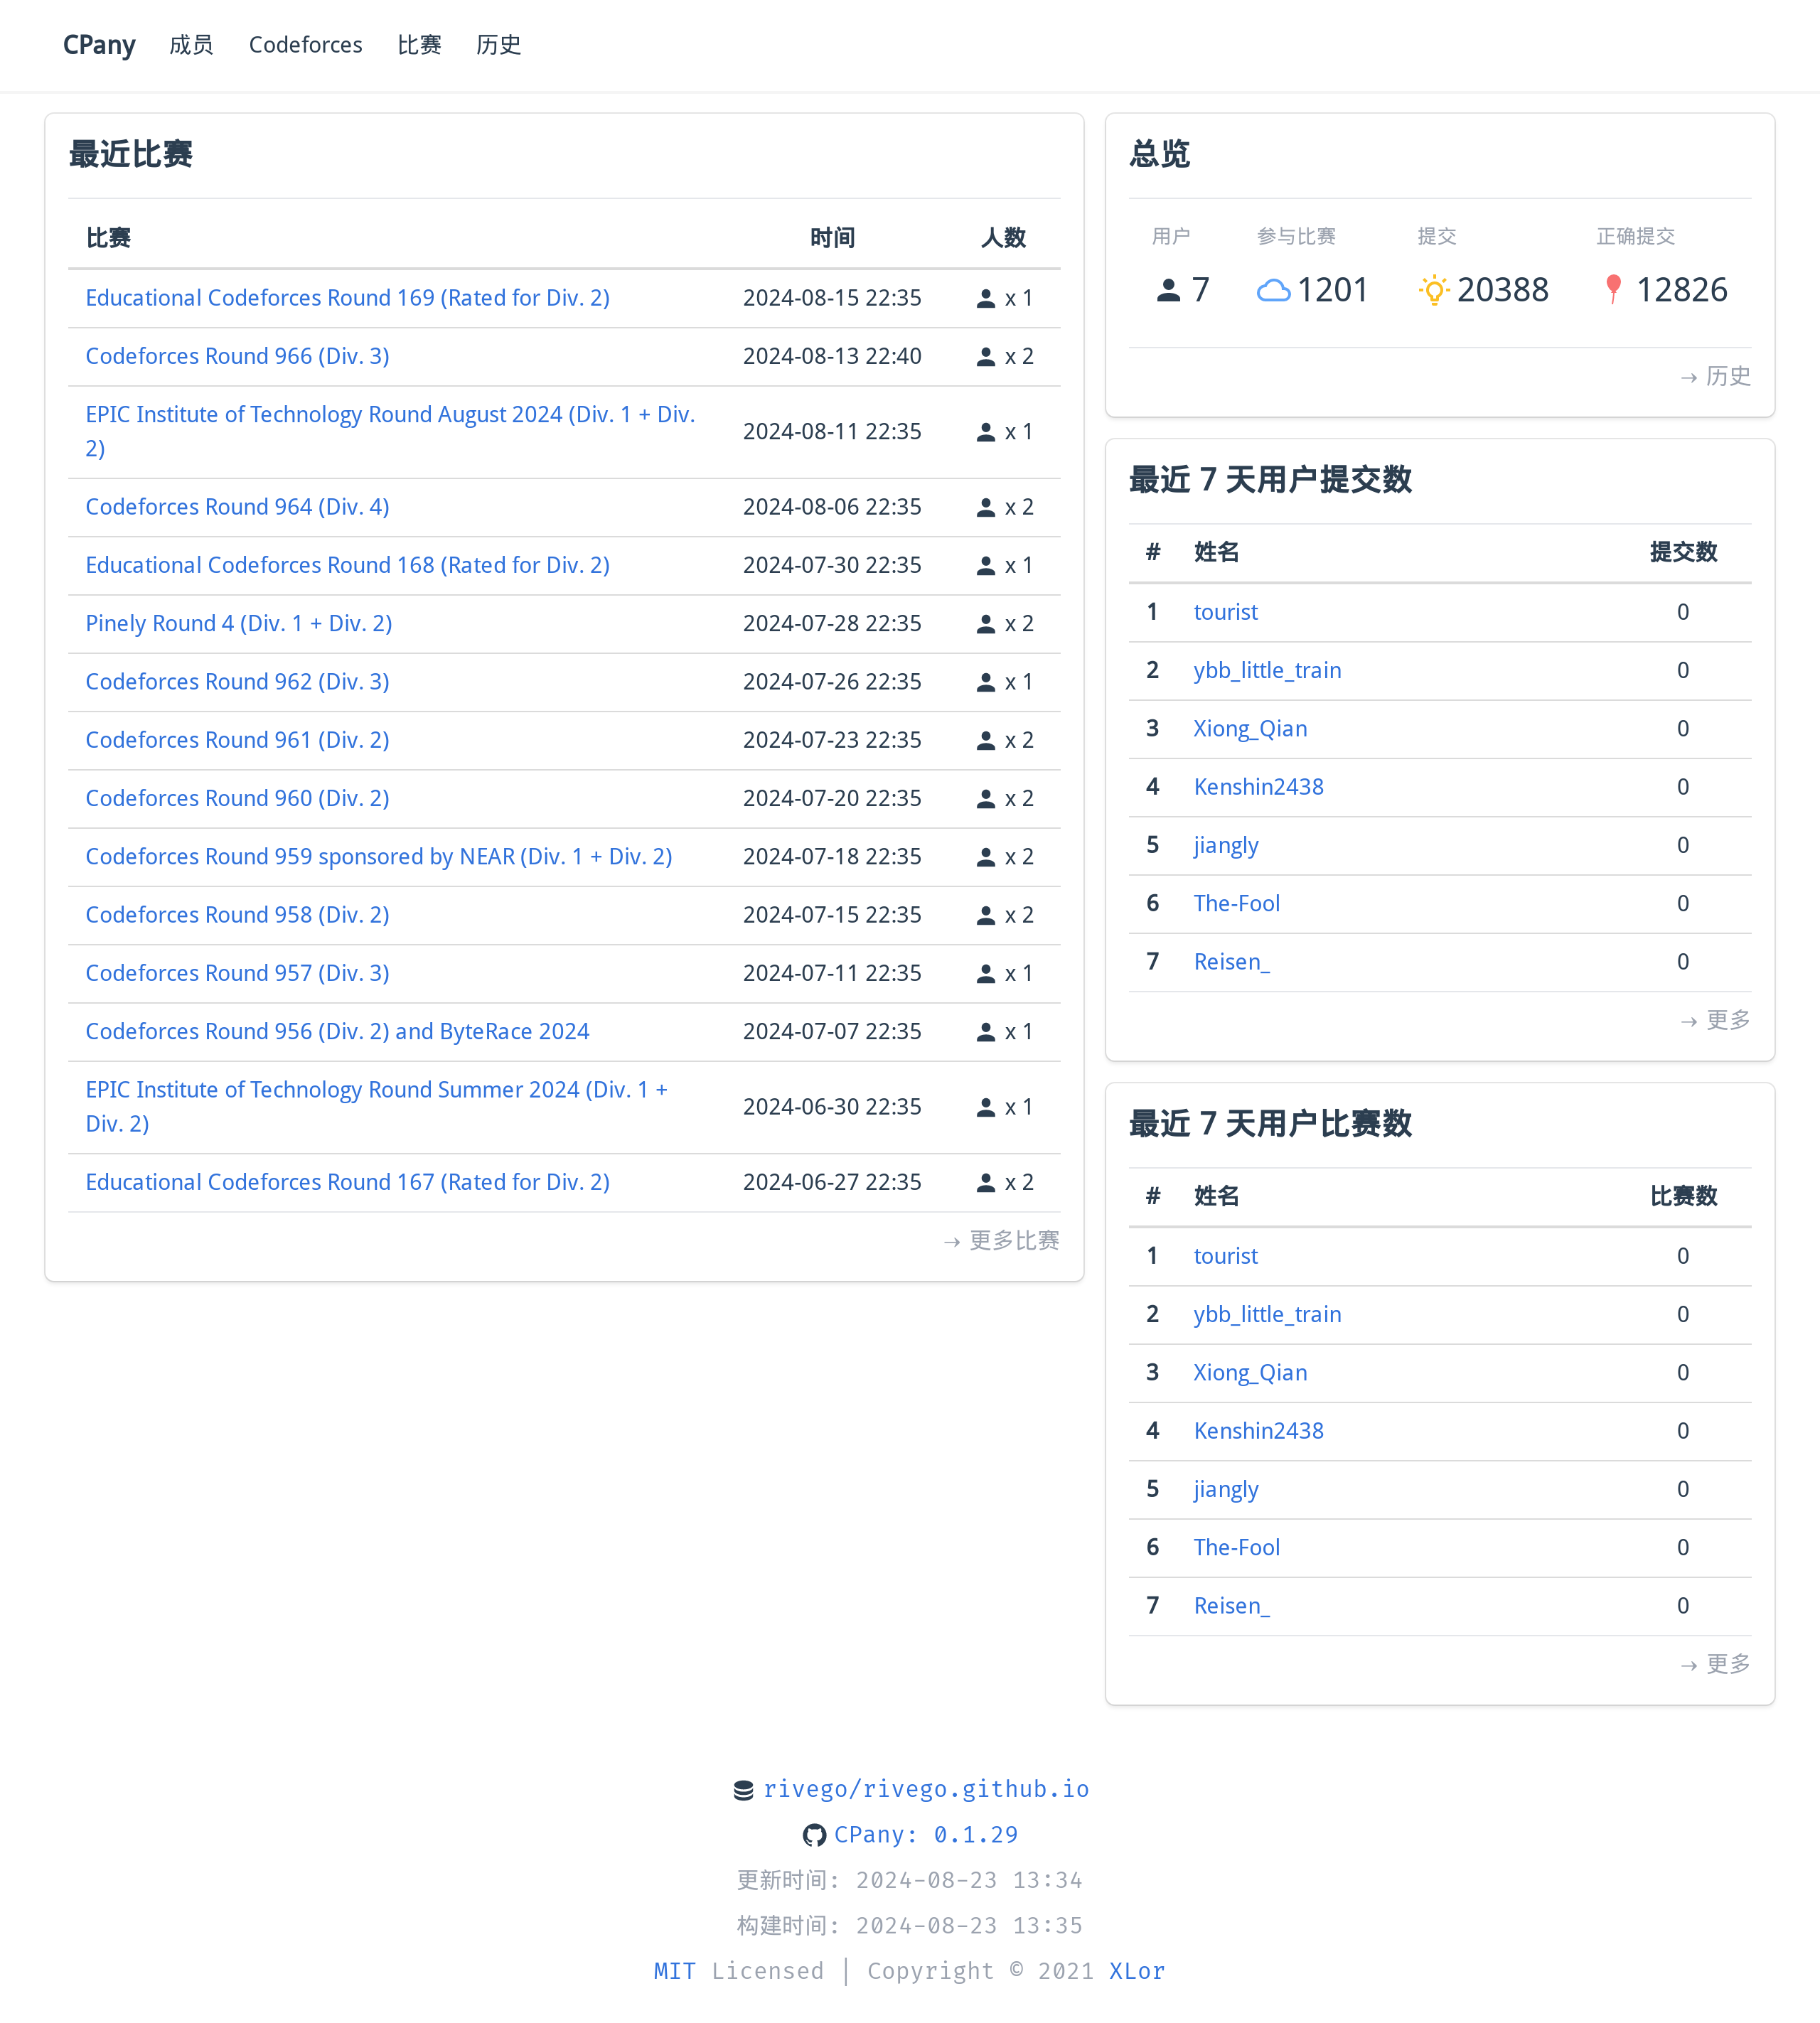 CPany 成员 Codeforces 比赛 历史
最近比赛
比赛 时间 人数
Educational Codeforces Round 169 (Rated for Div. 2) 2024-08-15 22:35 x 1
Codeforces Round 966 (Div. 3) 2024-08-13 22:40 x 2
EPIC Institute of Technology Round August 2024 (Div. 1 + Div.
2) 2024-08-11 22:35 x 1
Codeforces Round 964 (Div. 4) 2024-08-06 22:35 x 2
Educational Codeforces Round 168 (Rated for Div. 2) 2024-07-30 22:35 x 1
Pinely Round 4 (Div. 1 + Div. 2) 2024-07-28 22:35 x 2
Codeforces Round 962 (Div. 3) 2024-07-26 22:35 x 1
Codeforces Round 961 (Div. 2) 2024-07-23 22:35 x 2
Codeforces Round 960 (Div. 2) 2024-07-20 22:35 x 2
Codeforces Round 959 sponsored by NEAR (Div. 1 + Div. 2) 2024-07-18 22:35 x 2
Codeforces Round 958 (Div. 2) 2024-07-15 22:35 x 2
Codeforces Round 957 (Div. 3) 2024-07-11 22:35 x 1
Codeforces Round 956 (Div. 2) and ByteRace 2024 2024-07-07 22:35 x 1
EPIC Institute of Technology Round Summer 2024 (Div. 1 +
Div. 2) 2024-06-30 22:35 x 1
Educational Codeforces Round 167 (Rated for Div. 2) 2024-06-27 22:35 x 2
→ 更多比赛
总览
用户 参与比赛 提交 正确提交
7 1201 20388 12826
→ 历史
最近 7 天用户提交数
# 姓名 提交数
1 tourist 0
2 ybb_little_train 0
3 Xiong_Qian 0
4 Kenshin2438 0
5 jiangly 0
6 The-Fool 0
7 Reisen_ 0
→ 更多
最近 7 天用户比赛数
# 姓名 比赛数
1 tourist 0
2 ybb_little_train 0
3 Xiong_Qian 0
4 Kenshin2438 0
5 jiangly 0
6 The-Fool 0
7 Reisen_ 0
→ 更多
rivego/rivego.github.io
CPany: 0.1.29
更新时间: 2024-08-23 13:34
构建时间: 2024-08-23 13:35
MIT Licensed | Copyright © 2021 XLor